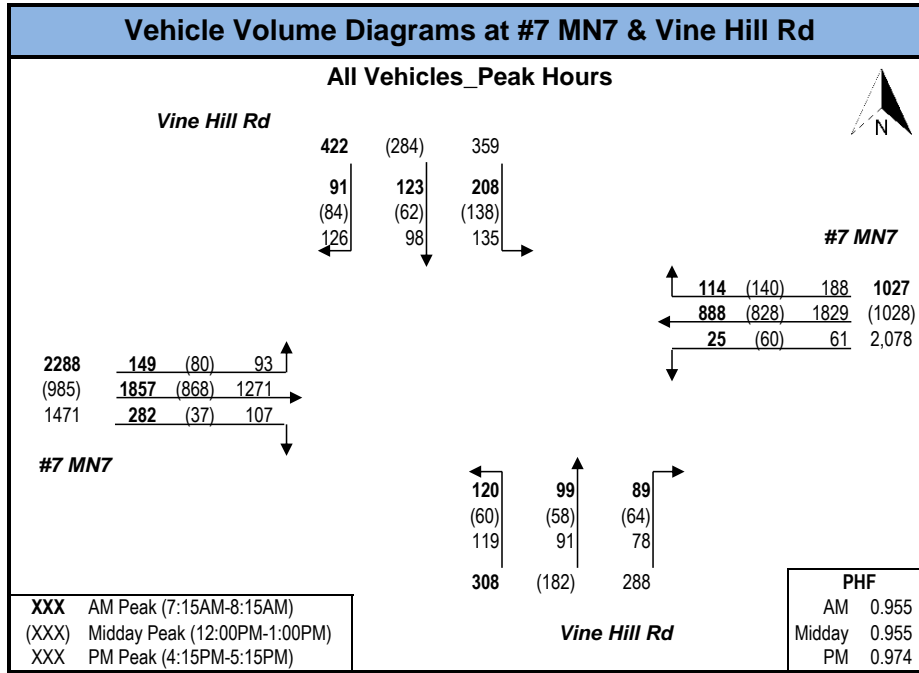 Vehicle Volume Diagrams at #7 MN7 & Vine Hill Rd
All Vehicles_Peak Hours
N
Vine Hill Rd
422 (284) 359
91 123 208
(84) (62) (138)
126 98 135
#7 MN7
114 (140) 188 1027
888 (828) 1829 (1028)
25 (60) 61 2,078
2288 149 (80) 93
(985) 1857 (868) 1271
1471 282 (37) 107
#7 MN7
120 99 89
(60) (58) (64)
119 91 78
308 (182) 288
Vine Hill Rd
XXX AM Peak (7:15AM-8:15AM)
(XXX) Midday Peak (12:00PM-1:00PM)
XXX PM Peak (4:15PM-5:15PM)
PHF
AM 0.955
Midday 0.955
PM 0.974